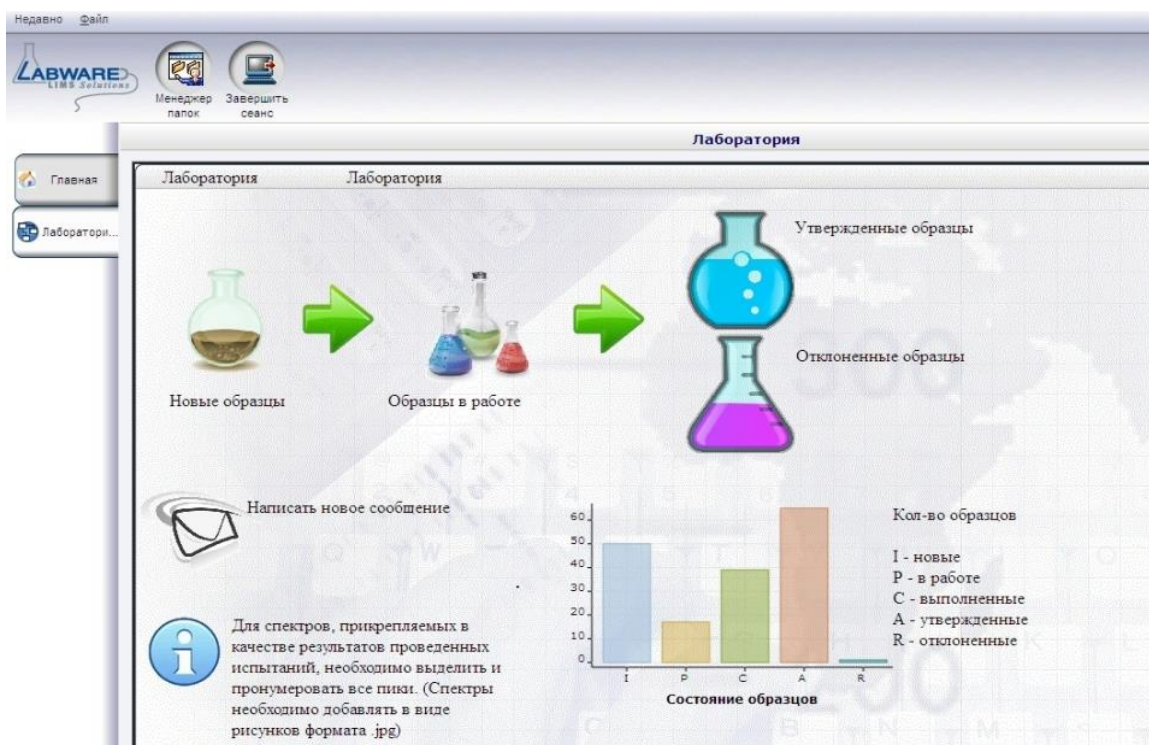 Недавно Файл
LABWARE
LIMS Solutions
Менеджер
папок
Завершить
сеанс
Лаборатория
Главная
Лаборатори...
Лаборатория Лаборатория
Утвержденные образцы
Отклоненные образцы
Новые образцы
Образцы в работе
Написать новое сообщение
Для спектров, прикрепляемых в
качестве результатов проведенных
испытаний, необходимо выделить и
пронумеровать все пики. (Спектры
необходимо добавлять в виде
рисунков формата .jpg)
60
50
40
30
20
10
0
I P C A R
Состояние образцов
Кол-во образцов
I - новые
P - в работе
C - выполненные
A - утвержденные
R - отклоненные